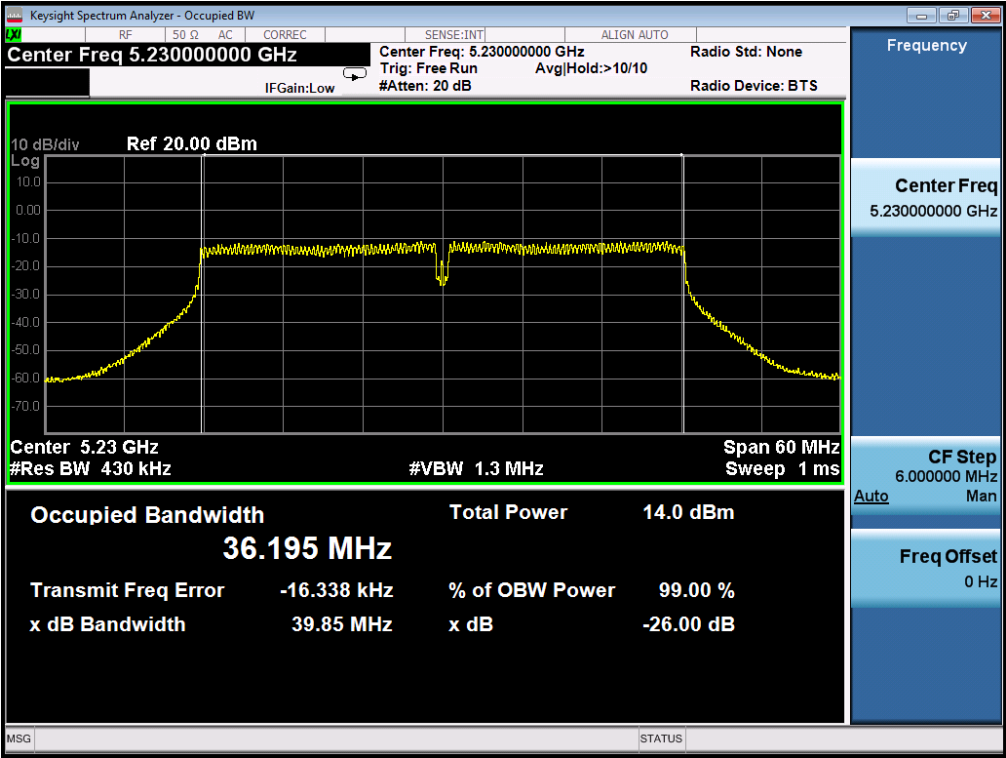 Keysight Spectrum Analyzer - Occupied BW
LXI
RF 50 Ω AC CORREC SENSE:INT ALIGN AUTO
Center Freq 5.230000000 GHz
Center Freq: 5.230000000 GHz
Radio Std: None
Trig: Free Run Avg|Hold:>10/10
IFGain:Low
#Atten: 20 dB
Radio Device: BTS
10 dB/div
Ref 20.00 dBm
Log
10.0
0.00
-10.0
-20.0
-30.0
-40.0
-50.0
-60.0
-70.0
Center 5.23 GHz
Span 60 MHz
#Res BW 430 kHz
#VBW 1.3 MHz
Sweep 1 ms
Occupied Bandwidth
Total Power 14.0 dBm
36.195 MHz
Transmit Freq Error -16.338 kHz
% of OBW Power 99.00 %
x dB Bandwidth 39.85 MHz
x dB -26.00 dB
Frequency
Center Freq
5.230000000 GHz
CF Step
6.000000 MHz
Auto Man
Freq Offset
0 Hz
MSG
STATUS